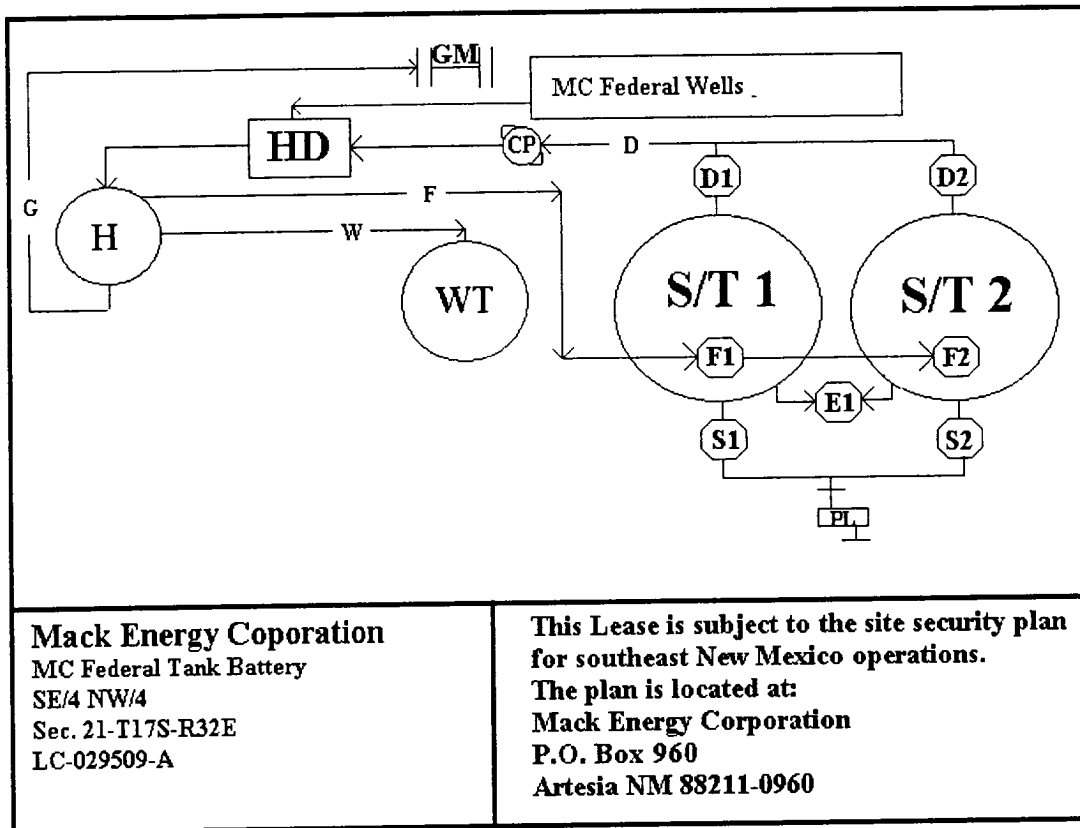 GM
MC Federal Wells
HD
CP
D
D1
D2
G
F
H
W
WT
S/T 1
S/T 2
F1
F2
E1
S1
S2
PL
Mack Energy Coporation
MC Federal Tank Battery
SE/4 NW/4
Sec. 21-T17S-R32E
LC-029509-A
This Lease is subject to the site security plan
for southeast New Mexico operations.
The plan is located at:
Mack Energy Corporation
P.O. Box 960
Artesia NM 88211-0960